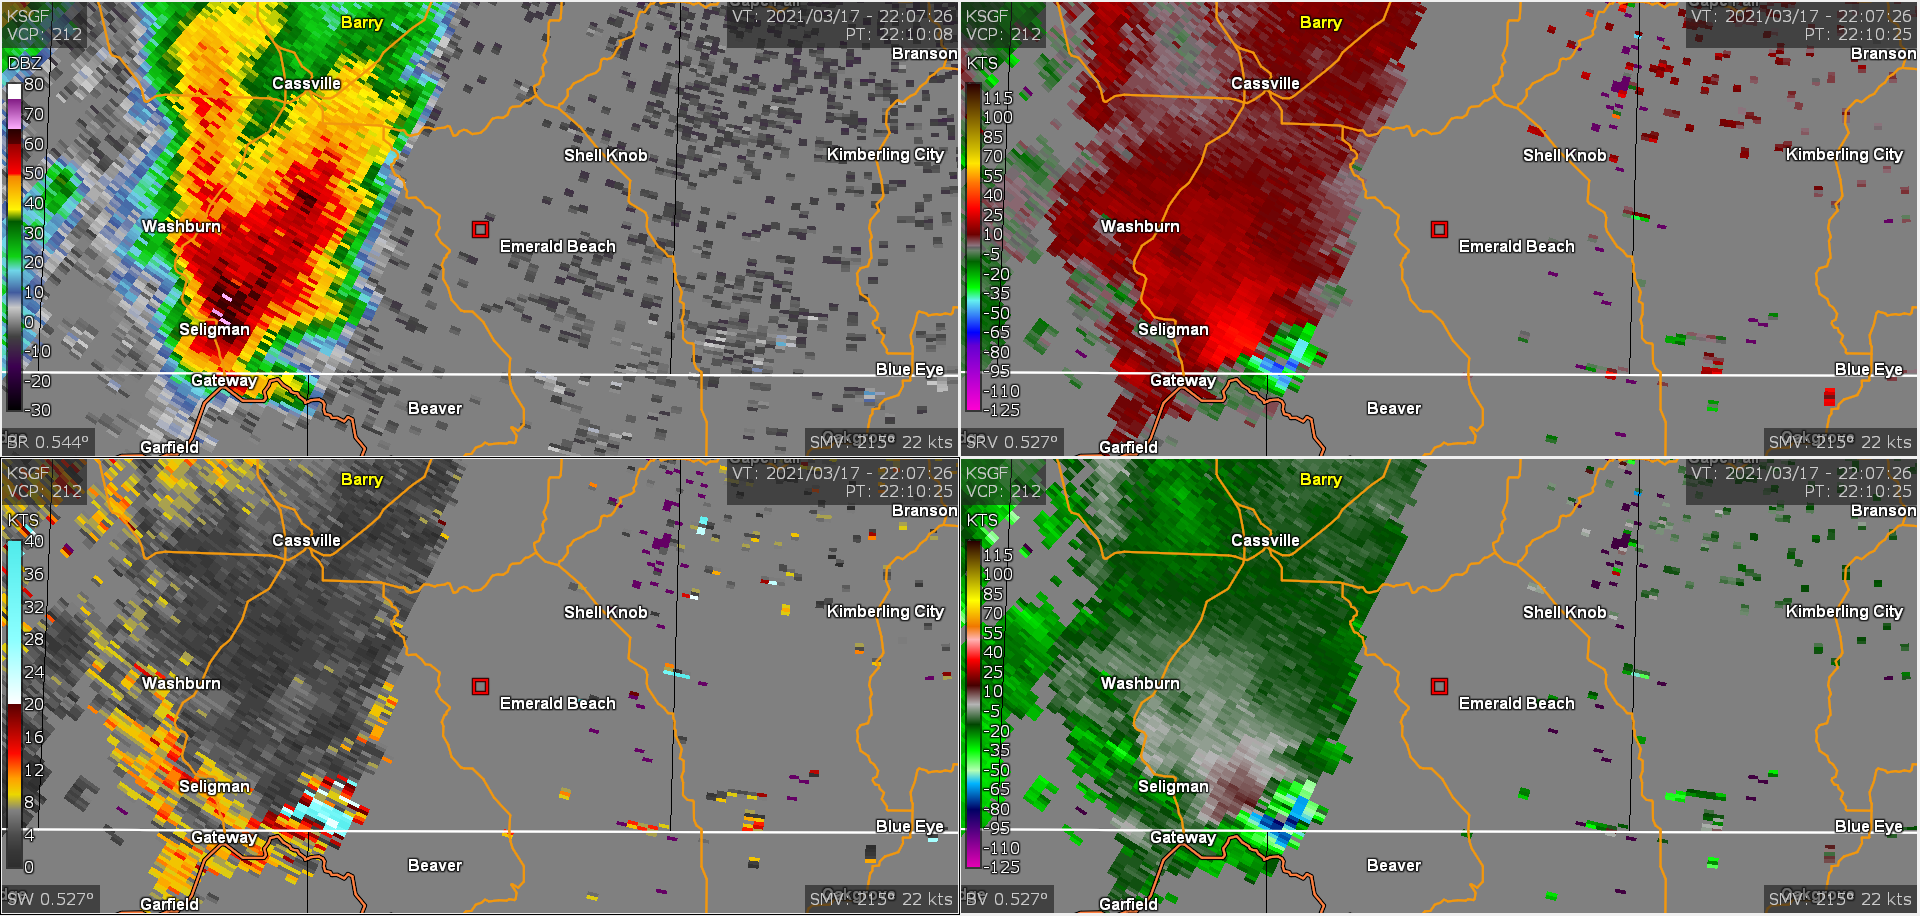 KSGF
VCP: 212
Barry
VT: 2021/03/17 - 22:07:26
PT: 22:10:08
Branson
DBZ
80
70
60
50
40
30
20
10
0
-10
-20
-30
Cassville
Shell Knob
Kimberling City
Washburn
Emerald Beach
Seligman
Gateway
Blue Eye
Beaver
Garfield
BR 0.544°
Oakgrove
SMV: 215° 22 kts
KSGF
VCP: 212
Barry
VT: 2021/03/17 - 22:07:26
PT: 22:10:25
Branson
KTS
115
100
85
70
55
40
25
10
-5
-20
-35
-50
-65
-80
-95
-110
-125
Cassville
Shell Knob
Kimberling City
Washburn
Emerald Beach
Seligman
Gateway
Blue Eye
Beaver
Garfield
SRV 0.527°
Oakgrove
SMV: 215° 22 kts
KSGF
VCP: 212
Barry
Cape Fair
VT: 2021/03/17 - 22:07:26
PT: 22:10:25
Branson
KTS
40
36
32
28
24
20
16
12
8
4
0
Cassville
Shell Knob
Kimberling City
Washburn
Emerald Beach
Seligman
Gateway
Blue Eye
Beaver
Garfield
SW 0.527°
Oakgrove
SMV: 215° 22 kts
KSGF
VCP: 212
Barry
Cape Fair
VT: 2021/03/17 - 22:07:26
PT: 22:10:25
Branson
KTS
115
100
85
70
55
40
25
10
-5
-20
-35
-50
-65
-80
-95
-110
-125
Cassville
Shell Knob
Kimberling City
Washburn
Emerald Beach
Seligman
Gateway
Blue Eye
Beaver
Garfield
BV 0.527°
Oakgrove
SMV: 215° 22 kts